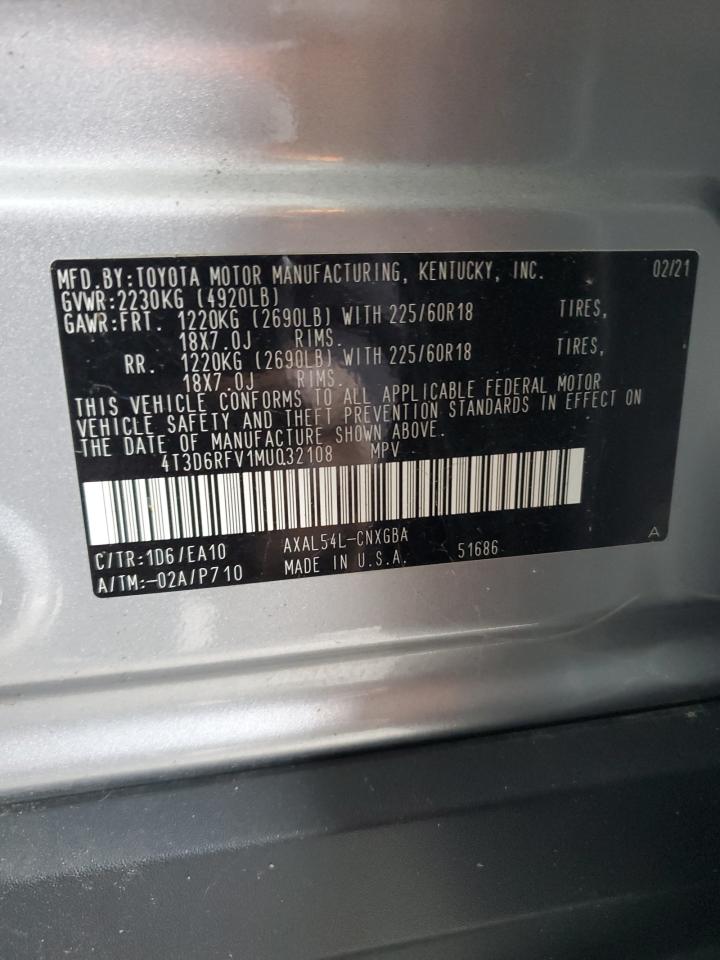 MFD.BY:TOYOTA MOTOR MANUFACTURING, KENTUCKY, INC. 02/21
GVWR:2230KG (4920LB)
GAWR:FRT. 1220KG (2690LB) WITH 225/60R18 TIRES,
18X7.0J RIMS.
RR. 1220KG (2690LB) WITH 225/60R18 TIRES,
18X7.0J RIMS.
THIS VEHICLE CONFORMS TO ALL APPLICABLE FEDERAL MOTOR
VEHICLE SAFETY AND THEFT PREVENTION STANDARDS IN EFFECT ON
THE DATE OF MANUFACTURE SHOWN ABOVE.
4T3D6RFV1MU032108 MPV
C/TR:1D6/EA10 AXAL54L-CNXGBA A
A/TM:-02A/P710 MADE IN U.S.A. 51686